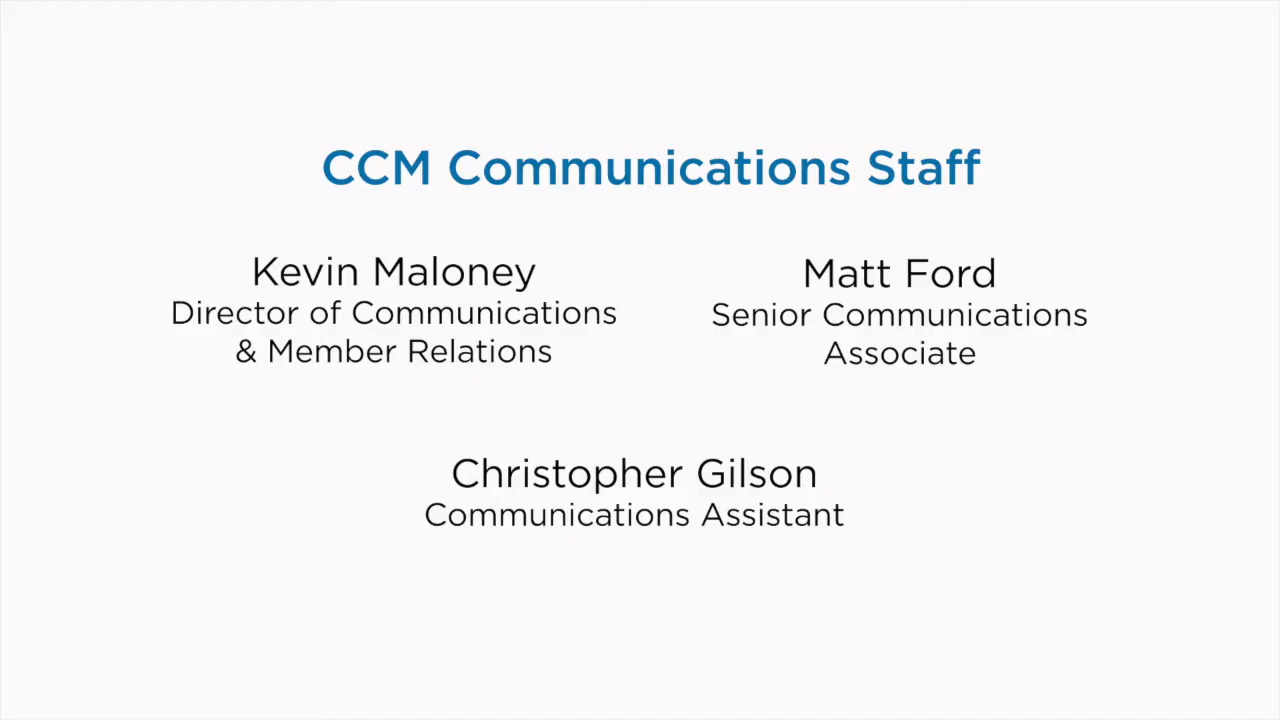 CCM Communications Staff
Kevin Maloney
Director of Communications
& Member Relations
Matt Ford
Senior Communications
Associate
Christopher Gilson
Communications Assistant